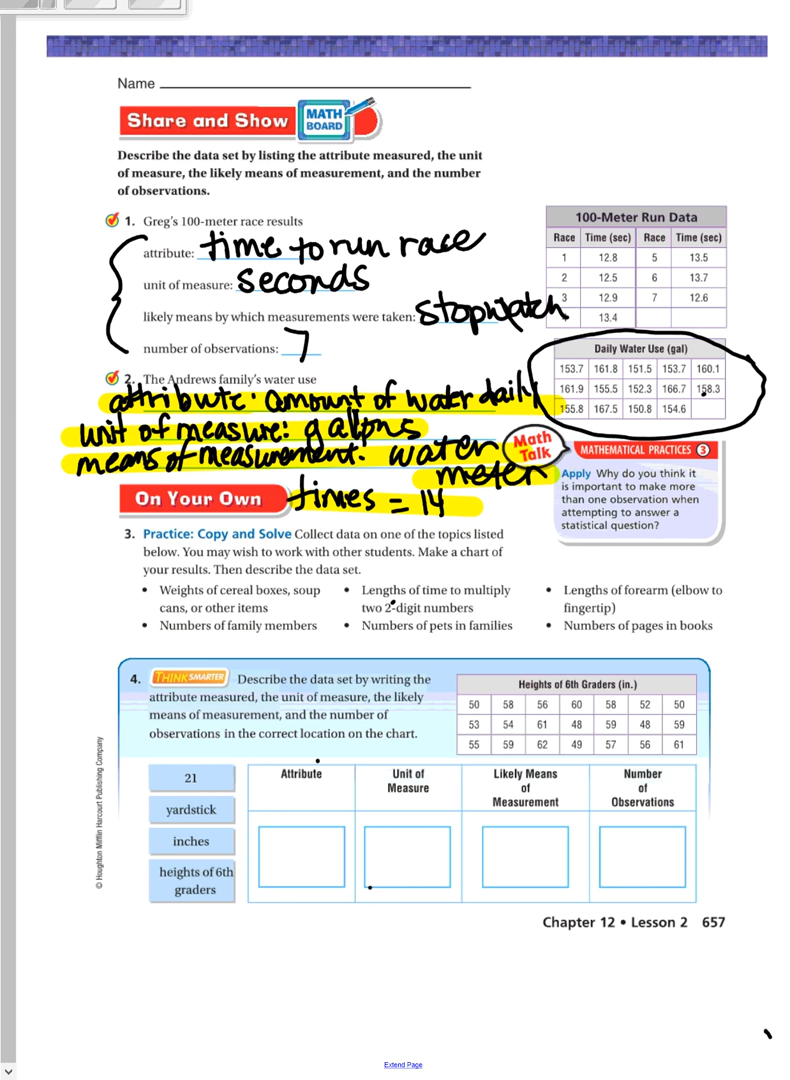 Name
Share and Show MATH BOARD
Describe the data set by listing the attribute measured, the unit
of measure, the likely means of measurement, and the number
of observations.
1. Greg's 100-meter race results
attribute: time to run race
unit of measure: seconds
likely means by which measurements were taken: stopwatch
number of observations: 7
100-Meter Run Data
Race Time (sec) Race Time (sec)
1 12.8 5 13.5
2 12.5 6 13.7
3 12.9 7 12.6
13.4
2. The Andrews family's water use
attribute: amount of water daily
unit of measure: gallons
means of measurement: water
meter
times = 14
Daily Water Use (gal)
153.7 161.8 151.5 153.7 160.1
161.9 155.5 152.3 166.7 158.3
155.8 167.5 150.8 154.6
Math Talk
MATHEMATICAL PRACTICES 3
Apply Why do you think it
is important to make more
than one observation when
attempting to answer a
statistical question?
On Your Own
3. Practice: Copy and Solve Collect data on one of the topics listed
below. You may wish to work with other students. Make a chart of
your results. Then describe the data set.
• Weights of cereal boxes, soup
cans, or other items
• Numbers of family members
• Lengths of time to multiply
two 2-digit numbers
• Numbers of pets in families
• Lengths of forearm (elbow to
fingertip)
• Numbers of pages in books
4. THINK SMARTER Describe the data set by writing the
attribute measured, the unit of measure, the likely
means of measurement, and the number of
observations in the correct location on the chart.
Heights of 6th Graders (in.)
50 58 56 60 58 52 50
53 54 61 48 59 48 59
55 59 62 49 57 56 61
21
yardstick
inches
heights of 6th
graders
Attribute
Unit of
Measure
Likely Means
of
Measurement
Number
of
Observations
© Houghton Mifflin Harcourt Publishing Company
Chapter 12 • Lesson 2 657
Extend Page